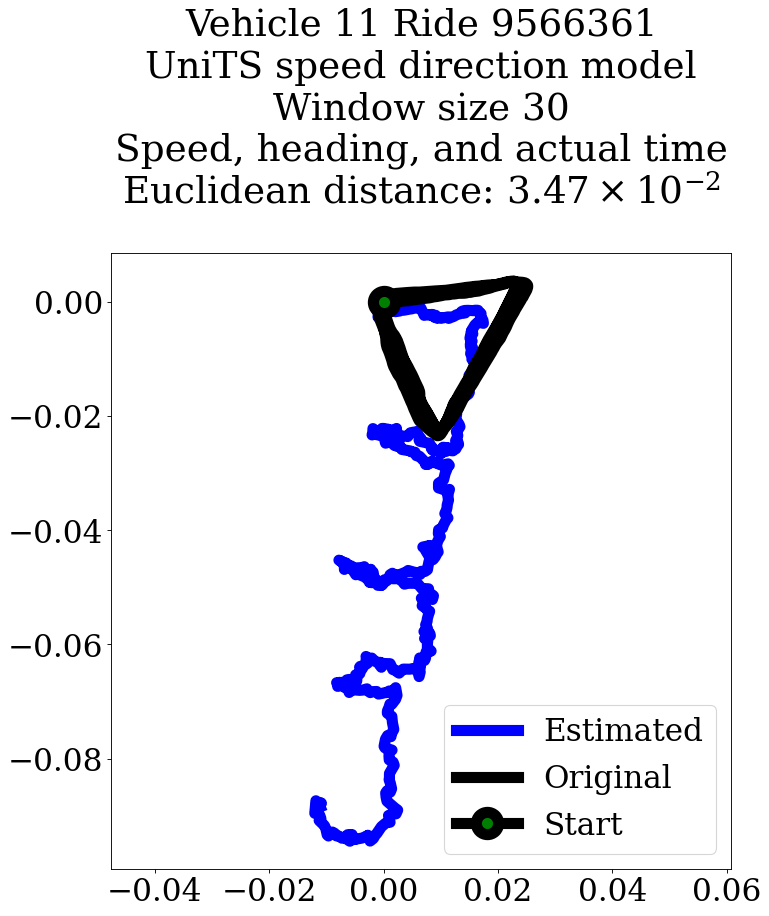 Vehicle 11 Ride 9566361
UniTS speed direction model
Window size 30
Speed, heading, and actual time
Euclidean distance: 3.47 × 10⁻²
0.00
−0.02
−0.04
−0.06
−0.08
Estimated
Original
Start
−0.04 −0.02 0.00 0.02 0.04 0.06